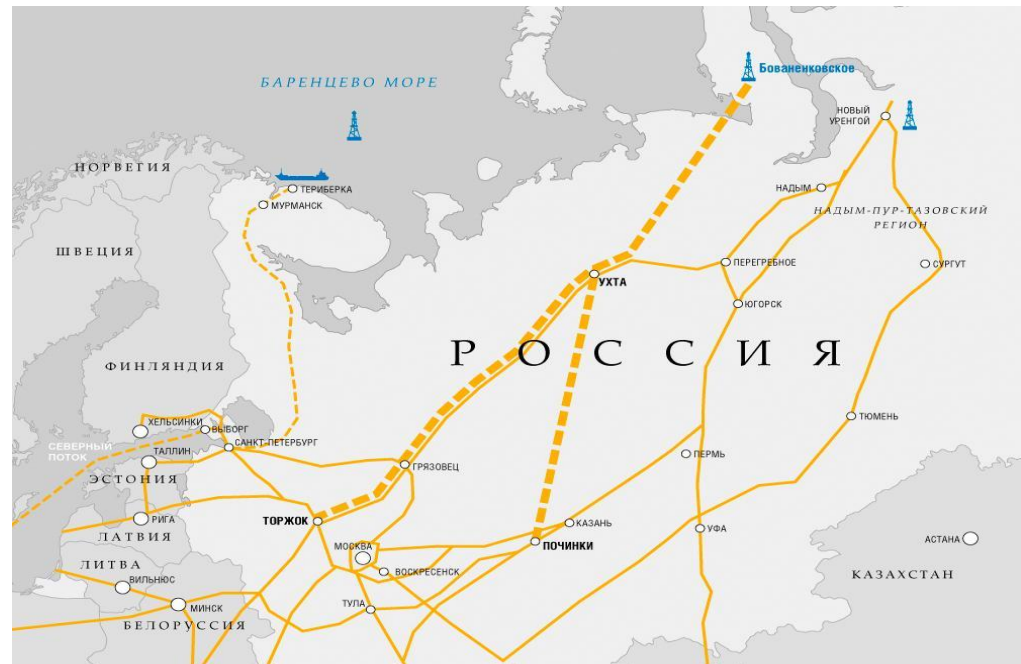 БАРЕНЦЕВО МОРЕ
Бованенковское
НОВЫЙ
УРЕНГОЙ
НОРВЕГИЯ
ТЕРИБЕРКА
МУРМАНСК
НАДЫМ
НАДЫМ-ПУР-ТАЗОВСКИЙ
РЕГИОН
ШВЕЦИЯ
ПЕРЕГРЕБНОЕ
СУРГУТ
УХТА
ЮГОРСК
РОССИЯ
ФИНЛЯНДИЯ
ТЮМЕНЬ
ХЕЛЬСИНКИ
ВЫБОРГ
СЕВЕРНЫЙ
ПОТОК
САНКТ-ПЕТЕРБУРГ
ТАЛЛИН
ПЕРМЬ
ГРЯЗОВЕЦ
ЭСТОНИЯ
РИГА
ТОРЖОК
КАЗАНЬ
УФА
ЛАТВИЯ
МОСКВА
ПОЧИНКИ
АСТАНА
ЛИТВА
ВОСКРЕСЕНСК
КАЗАХСТАН
ВИЛЬНЮС
МИНСК
ТУЛА
БЕЛОРУССИЯ